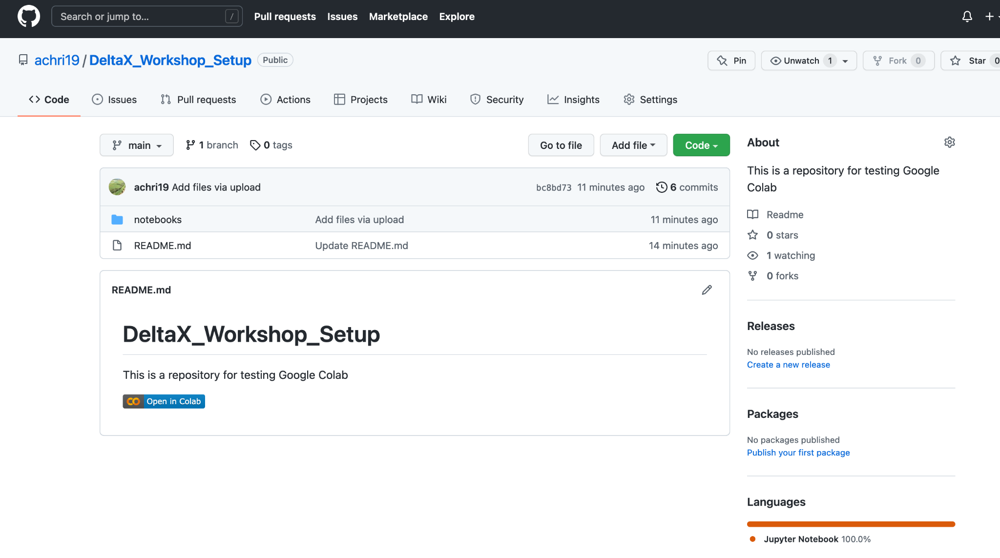 Search or jump to... /
Pull requests Issues Marketplace Explore
achri19 / DeltaX_Workshop_Setup Public
Pin Unwatch 1 Fork 0 Star 0
Code Issues Pull requests Actions Projects Wiki Security Insights Settings
main 1 branch 0 tags
Go to file Add file Code
achri19 Add files via upload bc8bd73 11 minutes ago 6 commits
notebooks Add files via upload 11 minutes ago
README.md Update README.md 14 minutes ago
README.md
DeltaX_Workshop_Setup
This is a repository for testing Google Colab
Open in Colab
About
This is a repository for testing Google
Colab
Readme
0 stars
1 watching
0 forks
Releases
No releases published
Create a new release
Packages
No packages published
Publish your first package
Languages
Jupyter Notebook 100.0%